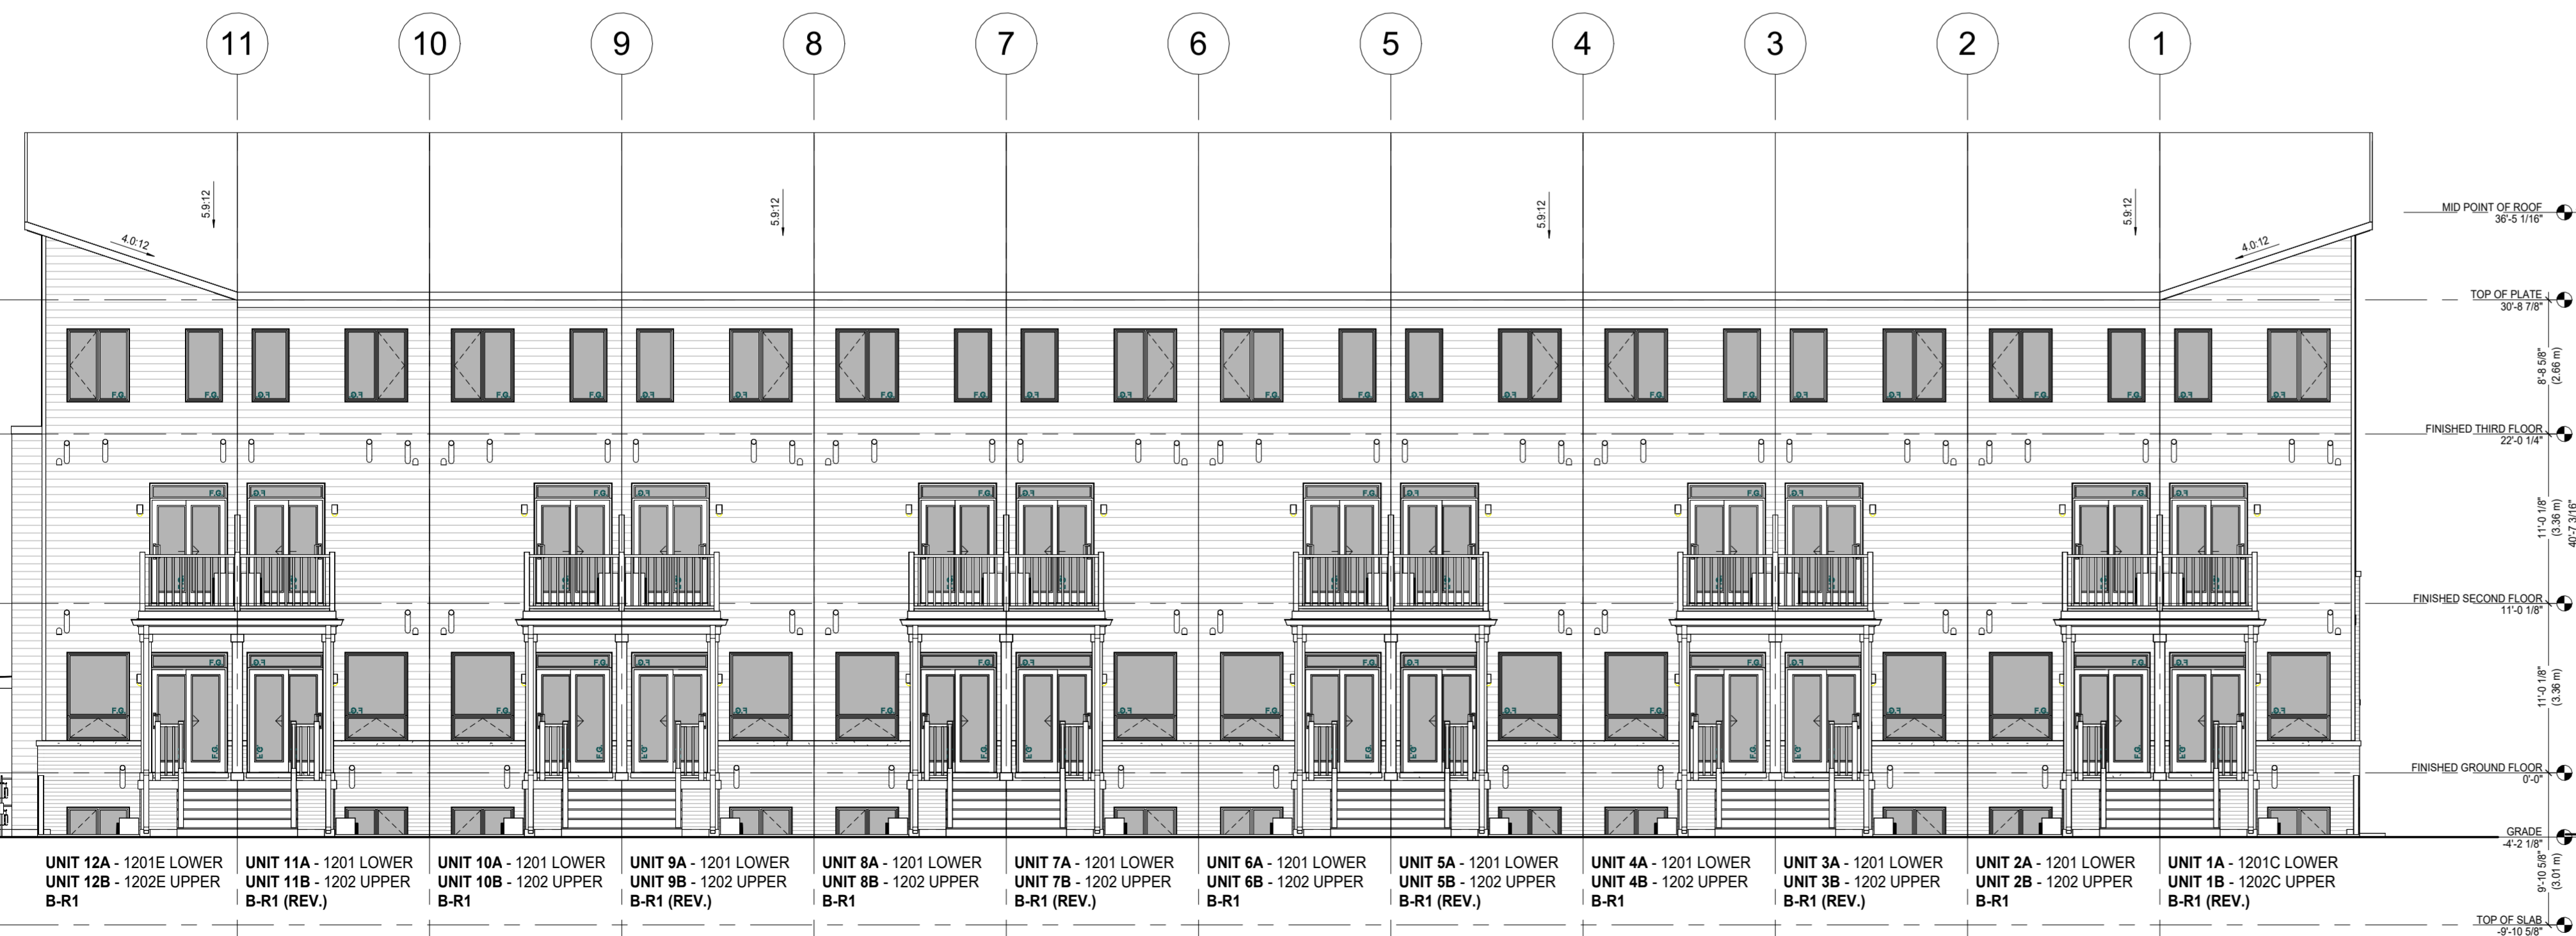 11 10 9 8 7 6 5 4 3 2 1
5.9:12 5.9:12 5.9:12 5.9:12
4.0:12 4.0:12
MID POINT OF ROOF
36'-5 1/16"
TOP OF PLATE
30'-8 7/8"
8'-8 5/8"
(2.66 m)
F.G. F.G. F.G. F.G. F.G. F.G. F.G. F.G. F.G. F.G. F.G. F.G. F.G. F.G. F.G. F.G. F.G. F.G. F.G. F.G. F.G. F.G. F.G. F.G.
FINISHED THIRD FLOOR
22'-0 1/4"
F.G. F.G. F.G. F.G. F.G. F.G. F.G. F.G. F.G. F.G. F.G. F.G.
11'-0 1/8"
(3.36 m)
40'-7 3/16"
FINISHED SECOND FLOOR
11'-0 1/8"
F.G. F.G. F.G. F.G. F.G. F.G. F.G. F.G. F.G. F.G. F.G. F.G.
11'-0 1/8"
(3.36 m)
F.G. F.G. F.G. F.G. F.G. F.G. F.G. F.G. F.G. F.G. F.G. F.G.
F.G. F.G. F.G. F.G. F.G. F.G. F.G. F.G. F.G. F.G. F.G. F.G.
FINISHED GROUND FLOOR
0'-0"
GRADE
-4'-2 1/8"
9'-10 5/8"
(3.01 m)
UNIT 12A - 1201E LOWER
UNIT 12B - 1202E UPPER
B-R1
UNIT 11A - 1201 LOWER
UNIT 11B - 1202 UPPER
B-R1 (REV.)
UNIT 10A - 1201 LOWER
UNIT 10B - 1202 UPPER
B-R1
UNIT 9A - 1201 LOWER
UNIT 9B - 1202 UPPER
B-R1 (REV.)
UNIT 8A - 1201 LOWER
UNIT 8B - 1202 UPPER
B-R1
UNIT 7A - 1201 LOWER
UNIT 7B - 1202 UPPER
B-R1 (REV.)
UNIT 6A - 1201 LOWER
UNIT 6B - 1202 UPPER
B-R1
UNIT 5A - 1201 LOWER
UNIT 5B - 1202 UPPER
B-R1 (REV.)
UNIT 4A - 1201 LOWER
UNIT 4B - 1202 UPPER
B-R1
UNIT 3A - 1201 LOWER
UNIT 3B - 1202 UPPER
B-R1 (REV.)
UNIT 2A - 1201 LOWER
UNIT 2B - 1202 UPPER
B-R1
UNIT 1A - 1201C LOWER
UNIT 1B - 1202C UPPER
B-R1 (REV.)
TOP OF SLAB
-9'-10 5/8"